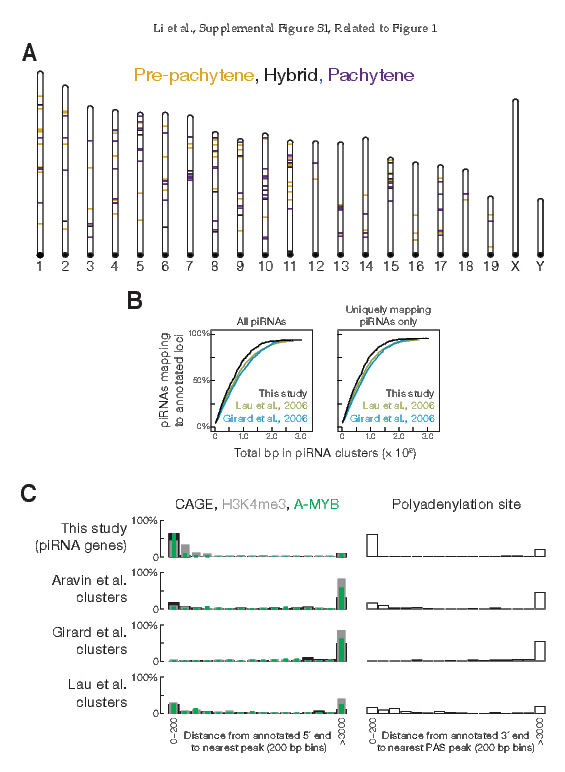 Li et al., Supplemental Figure S1, Related to Figure 1
A
Pre-pachytene, Hybrid, Pachytene
1 2 3 4 5 6 7 8 9 10 11 12 13 14 15 16 17 18 19 X Y
B
All piRNAs
Uniquely mapping
piRNAs only
piRNAs mapping
to annotated loci
100%
50%
0%
This study
Lau et al., 2006
Girard et al., 2006
This study
Lau et al., 2006
Girard et al., 2006
0 1.0 2.0 3.0
0 1.0 2.0 3.0
Total bp in piRNA clusters (x 10⁶)
C
CAGE, H3K4me3, A-MYB
Polyadenylation site
This study
(piRNA genes)
100%
0
Aravin et al.
clusters
100%
0
Girard et al.
clusters
100%
0
Lau et al.
clusters
100%
0
0–200
Distance from annotated 5´ end
to nearest peak (200 bp bins)
>3000
0–200
Distance from annotated 3´ end
to nearest PAS peak (200 bp bins)
>3000